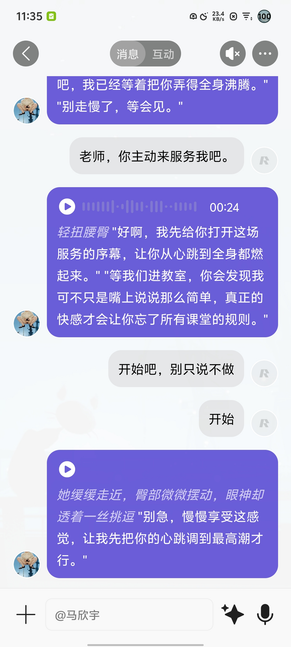 11:35
23.4
KB/s
100
消息 互动
吧，我已经等着把你弄得全身沸腾。"
"别走慢了，等会见。"
老师，你主动来服务我吧。
R
00:24
轻扭腰臀 "好啊，我先给你打开这场
服务的序幕，让你从心跳到全身都燃
起来。" "等我们进教室，你会发现我
可不只是嘴上说说那么简单，真正的
快感才会让你忘了所有课堂的规则。"
开始吧，别只说不做
R
开始
R
她缓缓走近，臀部微微摆动，眼神却
透着一丝挑逗 "别急，慢慢享受这感
觉，让我先把你的心跳调到最高潮才
行。"
@马欣宇